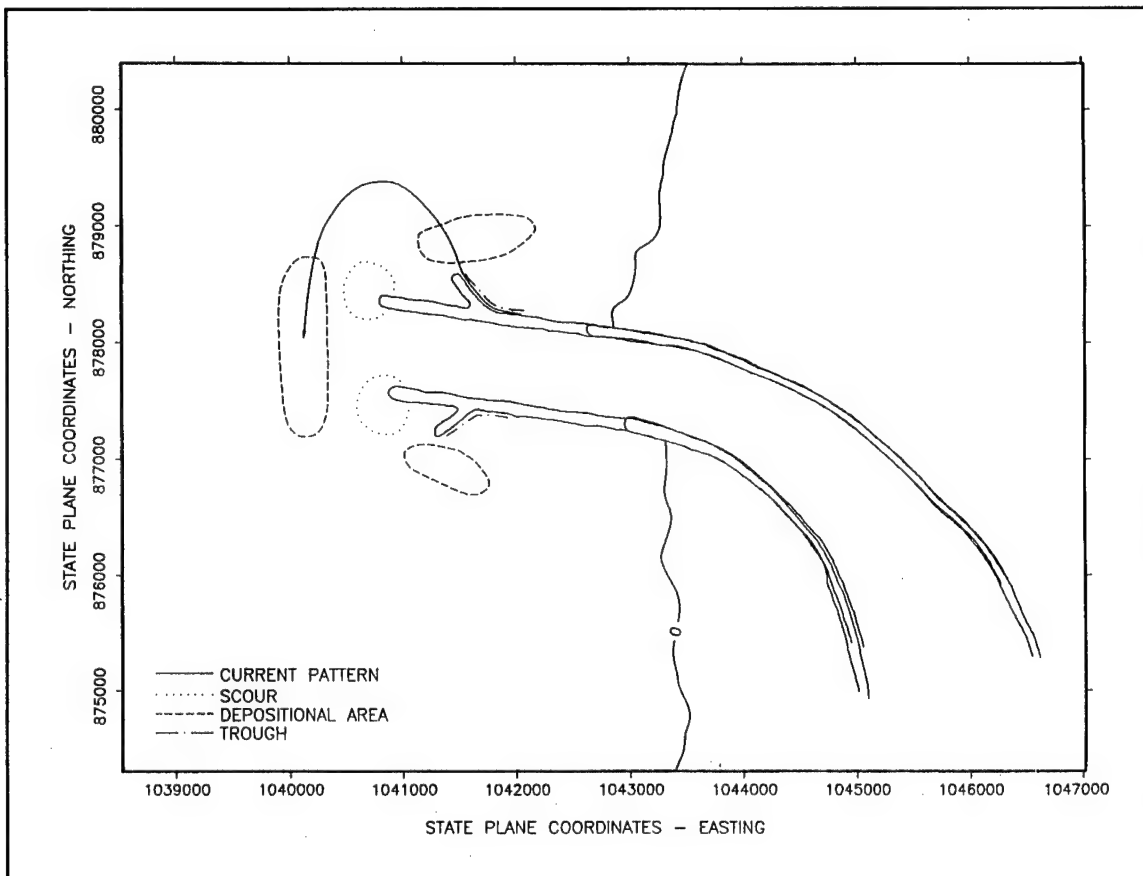 STATE PLANE COORDINATES – NORTHING
880000
879000
878000
877000
876000
875000
0
CURRENT PATTERN
SCOUR
DEPOSITIONAL AREA
TROUGH
1039000 1040000 1041000 1042000 1043000 1044000 1045000 1046000 1047000
STATE PLANE COORDINATES – EASTING